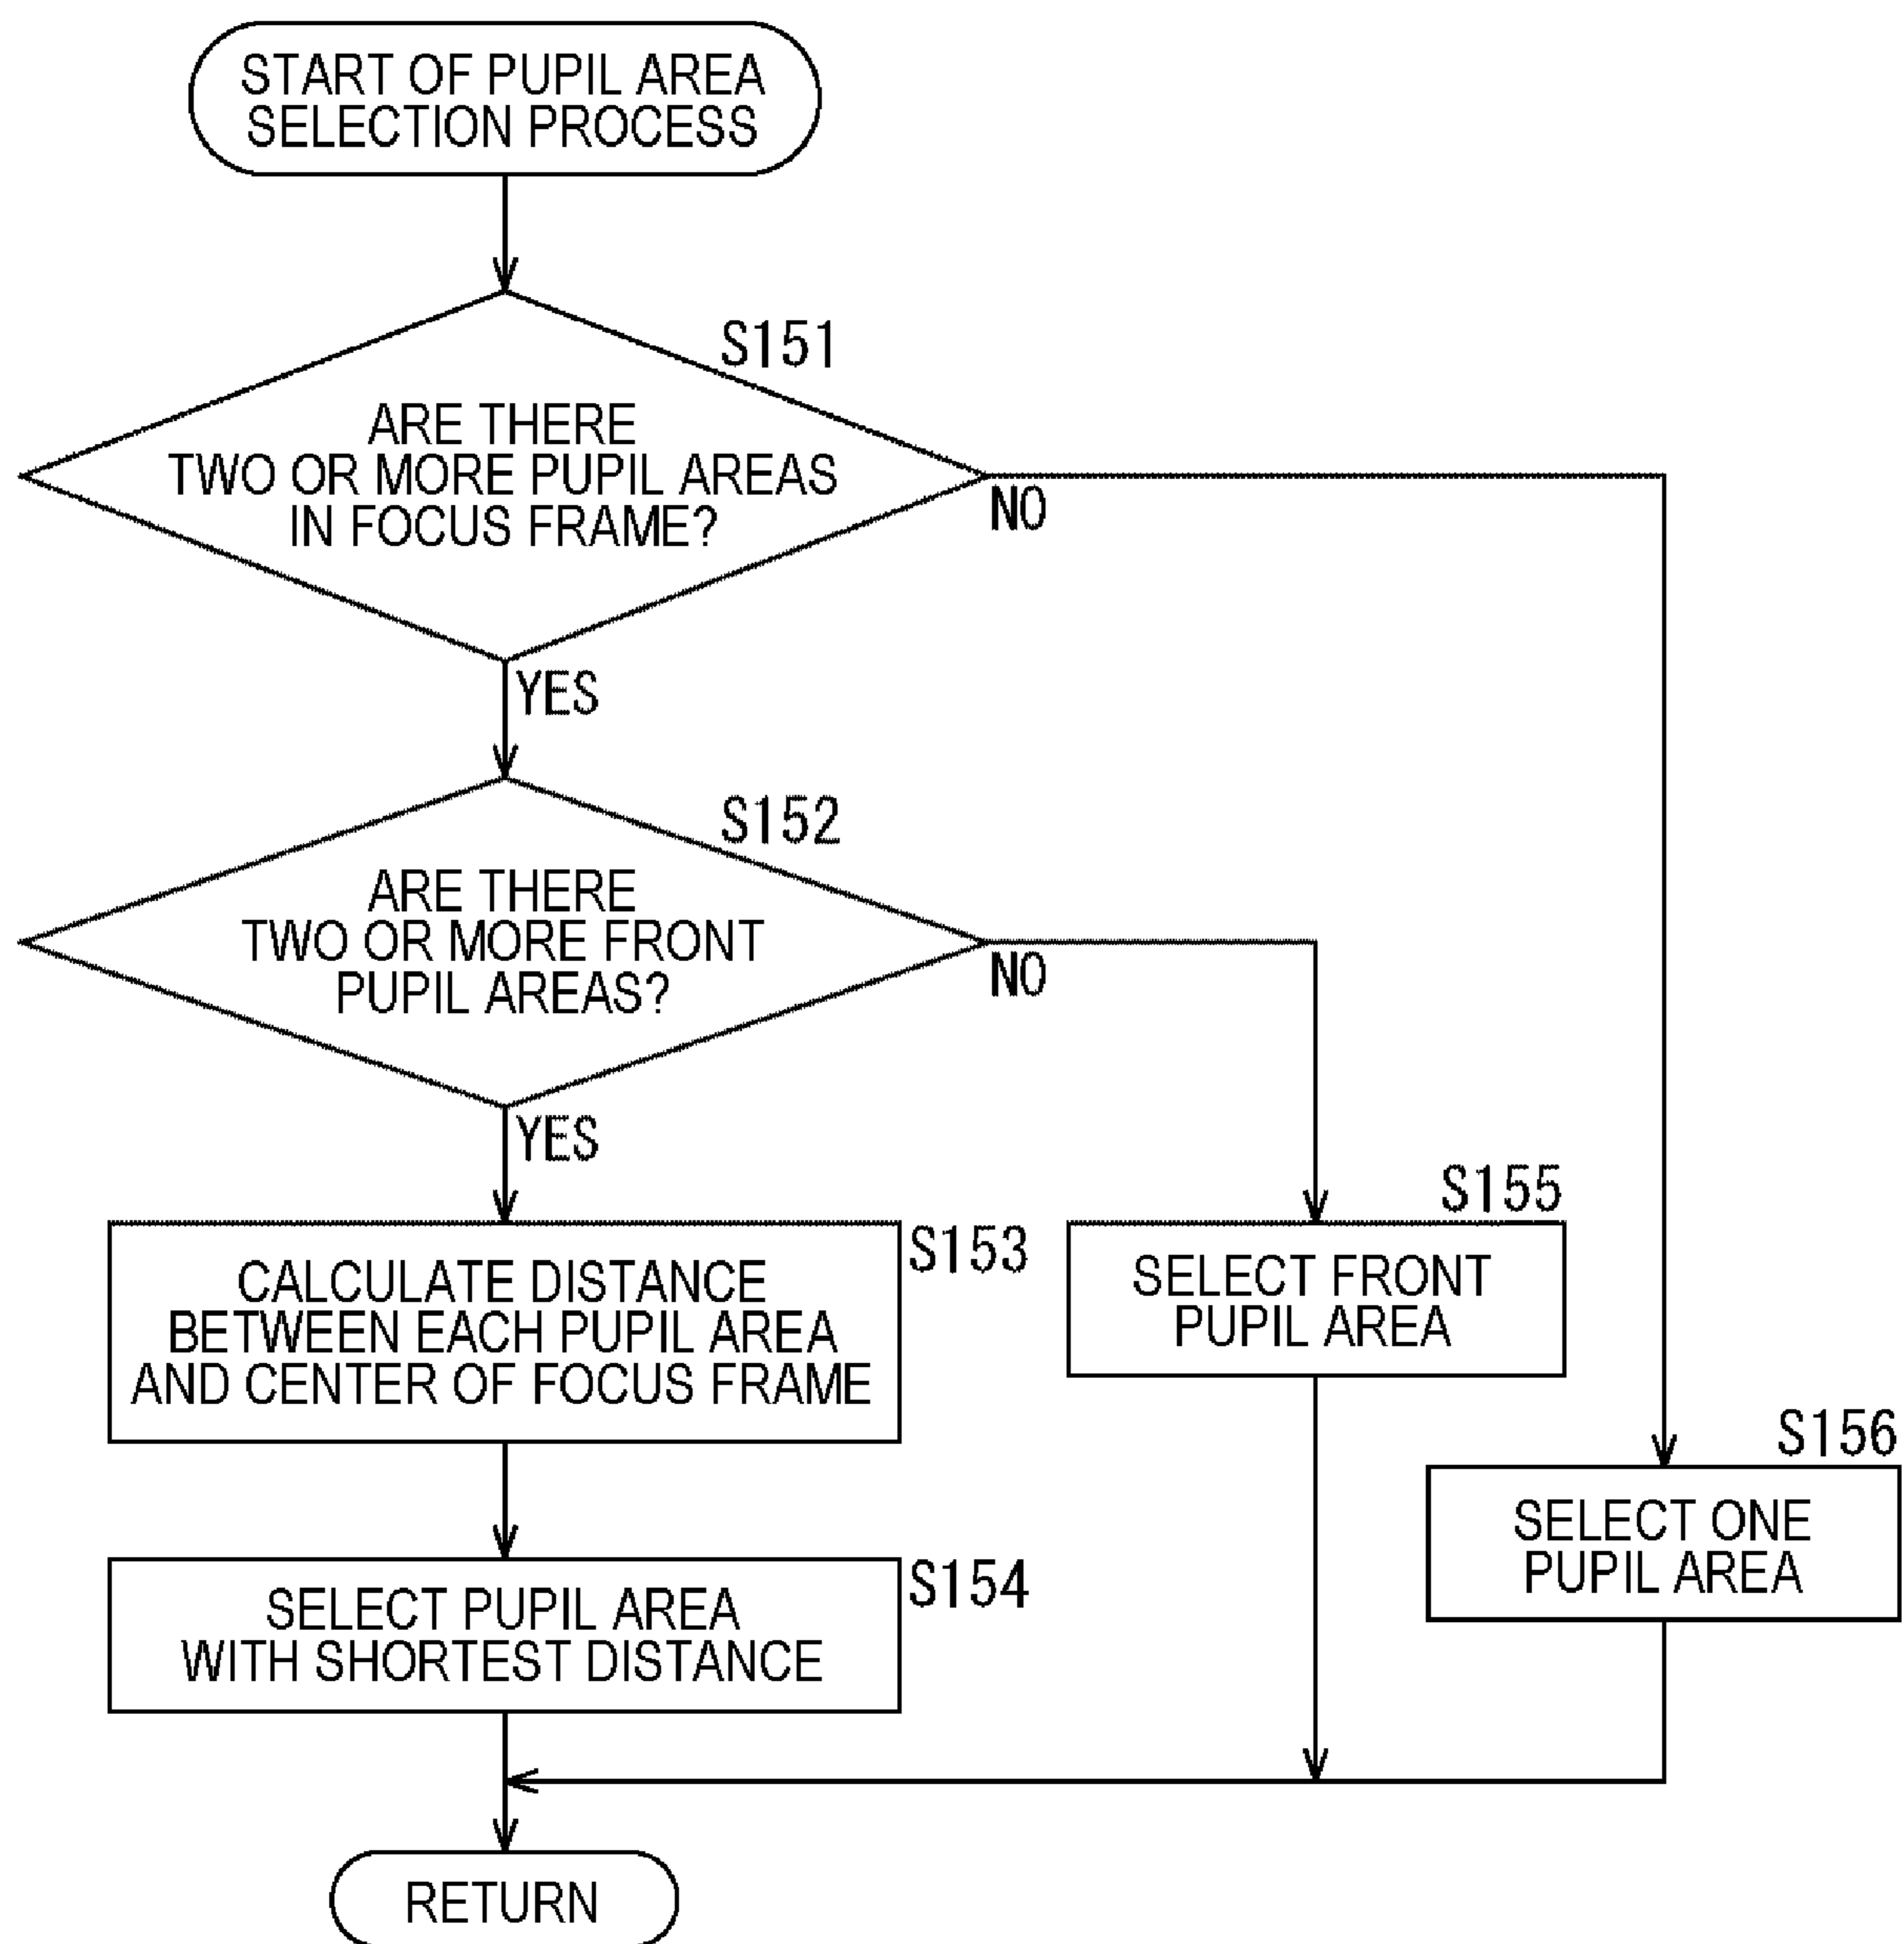 START OF PUPIL AREA
SELECTION PROCESS
S151
ARE THERE
TWO OR MORE PUPIL AREAS
IN FOCUS FRAME?
NO
YES
S152
ARE THERE
TWO OR MORE FRONT
PUPIL AREAS?
NO
YES
S153
CALCULATE DISTANCE
BETWEEN EACH PUPIL AREA
AND CENTER OF FOCUS FRAME
S155
SELECT FRONT
PUPIL AREA
S156
SELECT ONE
PUPIL AREA
S154
SELECT PUPIL AREA
WITH SHORTEST DISTANCE
RETURN